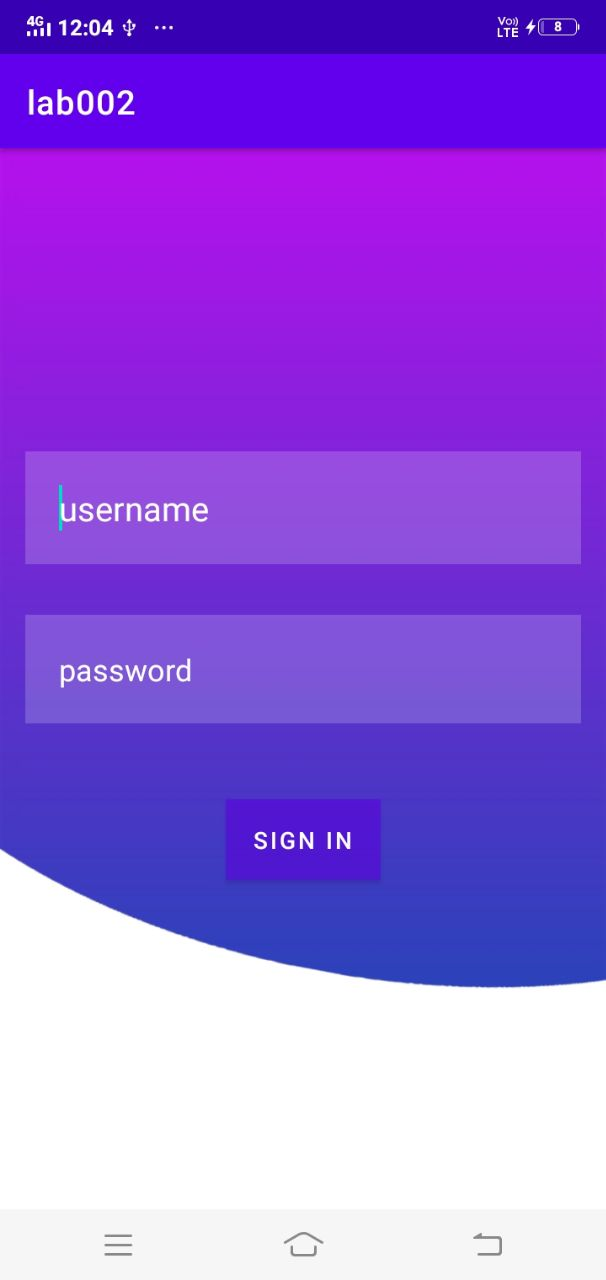 4G 12:04 Vo)) LTE 8
lab002
username
password
SIGN IN